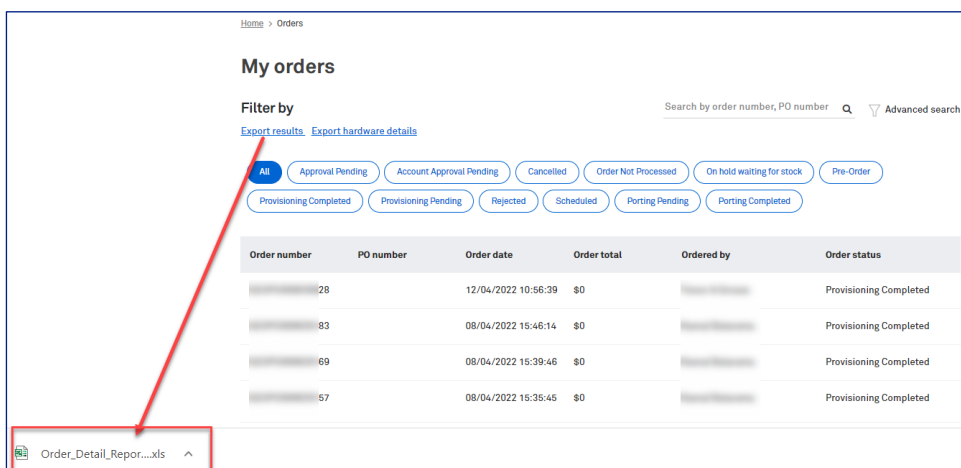 Home > Orders
My orders
Filter by
Search by order number, PO number
Advanced search
Export results Export hardware details
All Approval Pending Account Approval Pending Cancelled Order Not Processed On hold waiting for stock Pre-Order
Provisioning Completed Provisioning Pending Rejected Scheduled Porting Pending Porting Completed
Order number PO number Order date Order total Ordered by Order status
28 12/04/2022 10:56:39 $0 Provisioning Completed
83 08/04/2022 15:46:14 $0 Provisioning Completed
69 08/04/2022 15:39:46 $0 Provisioning Completed
57 08/04/2022 15:35:45 $0 Provisioning Completed
Order_Detail_Repor....xls